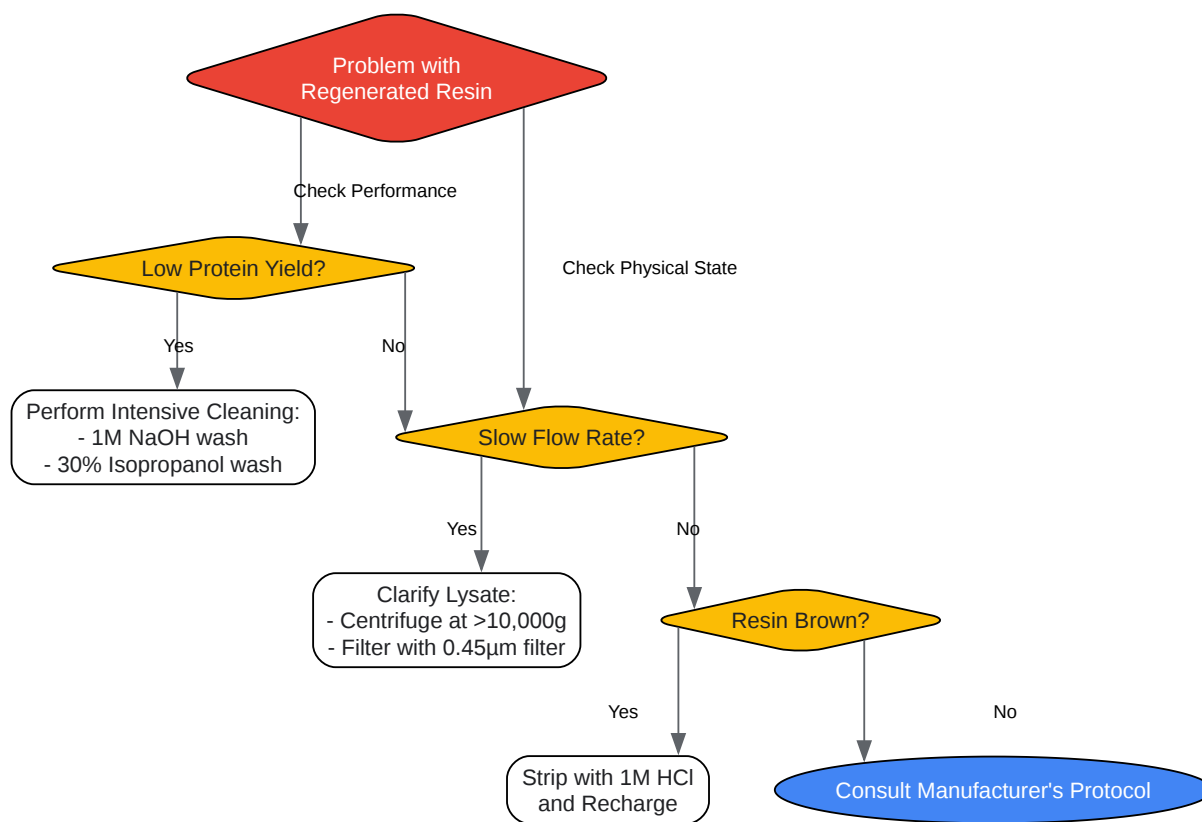 Problem with
Regenerated Resin
Check Performance
Low Protein Yield?
Check Physical State
Yes
No
Perform Intensive Cleaning:
- 1M NaOH wash
- 30% Isopropanol wash
Slow Flow Rate?
Yes
No
Clarify Lysate:
- Centrifuge at >10,000g
- Filter with 0.45µm filter
Resin Brown?
Yes
No
Strip with 1M HCl
and Recharge
Consult Manufacturer's Protocol